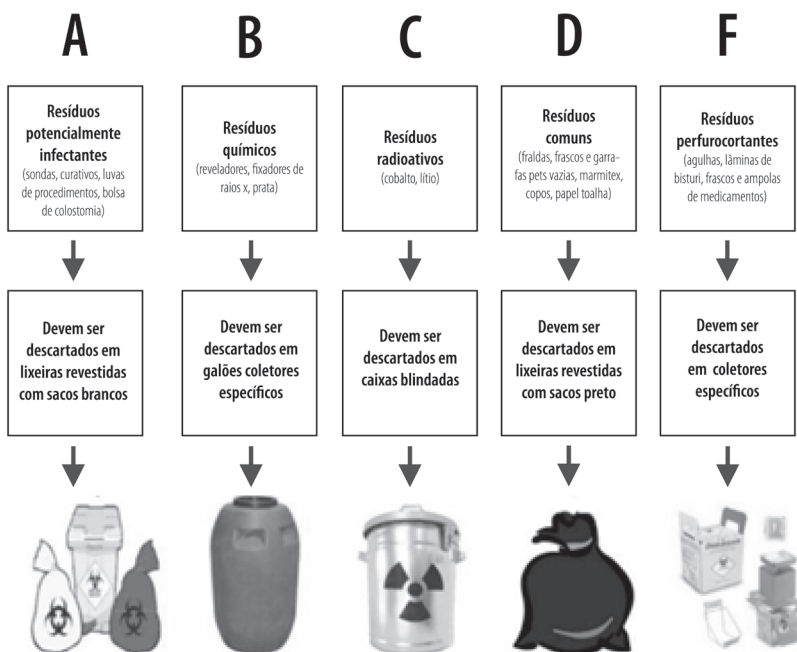 A
B
C
D
F
Resíduos
potencialmente
infectantes
(sondas, curativos, luvas
de procedimentos, bolsa
de colostomia)
Resíduos
químicos
(reveladores, fixadores de
raios x, prata)
Resíduos
radioativos
(cobalto, lítio)
Resíduos
comuns
(fraldas, frascos e garra-
fas pets vazias, marmitex,
copos, papel toalha)
Resíduos
perfurocortantes
(agulhas, lâminas de
bisturi, frascos e ampolas
de medicamentos)
Devem ser
descartados em
lixeiras revestidas
com sacos brancos
Devem ser
descartados em
galões coletores
específicos
Devem ser
descartados em
caixas blindadas
Devem ser
descartados em
lixeiras revestidas
com sacos preto
Devem ser
descartados
em coletores
específicos